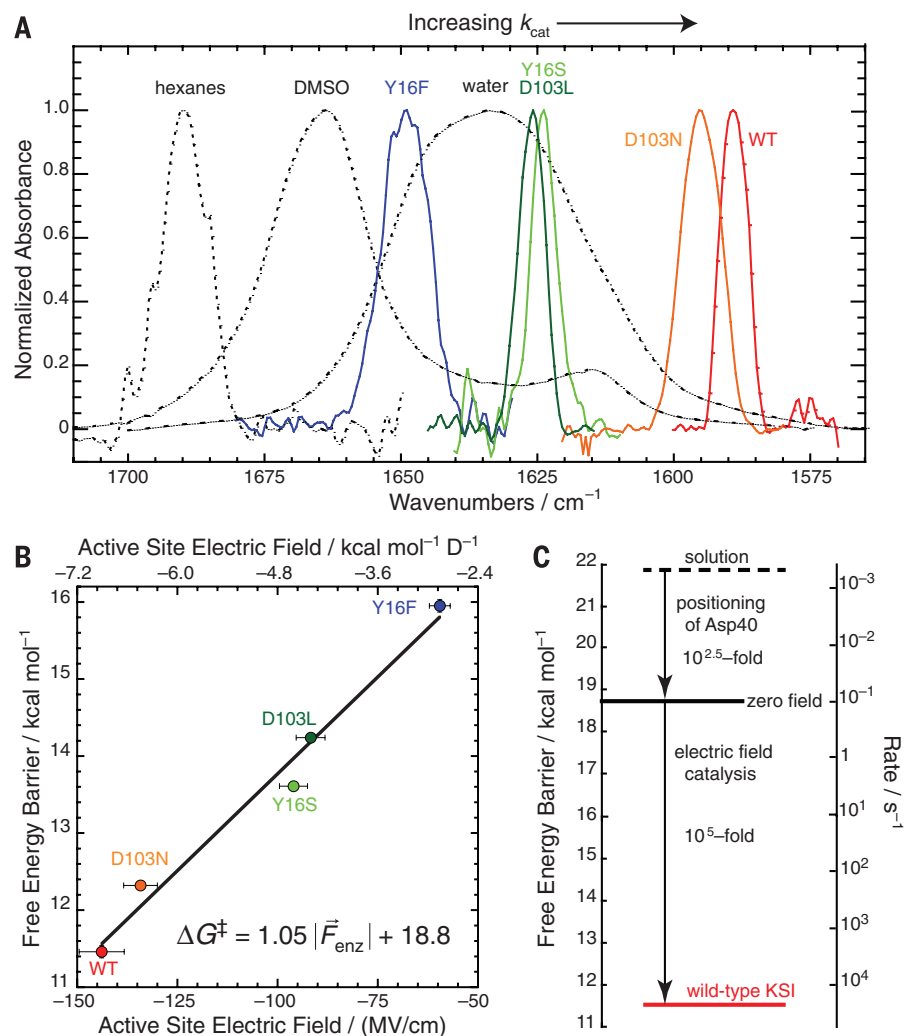 A
Increasing k_cat
hexanes
DMSO
Y16F
water
Y16S
D103L
D103N
WT
Normalized Absorbance
1.0
0.8
0.6
0.4
0.2
0
1700
1675
1650
1625
1600
1575
Wavenumbers / cm⁻¹
B
Active Site Electric Field / kcal mol⁻¹ D⁻¹
−7.2
−6.0
−4.8
−3.6
−2.4
Free Energy Barrier / kcal mol⁻¹
16
15
14
13
12
11
Y16F
D103L
Y16S
D103N
WT
ΔG‡ = 1.05 |F⃗_enz| + 18.8
−150
−125
−100
−75
−50
Active Site Electric Field / (MV/cm)
C
Free Energy Barrier / kcal mol⁻¹
22
21
20
19
18
17
16
15
14
13
12
11
solution
positioning
of Asp40
10²·⁵–fold
zero field
electric field
catalysis
10⁵–fold
wild-type KSI
10⁻³
10⁻²
10⁻¹
1
10¹
10²
10³
10⁴
Rate / s⁻¹